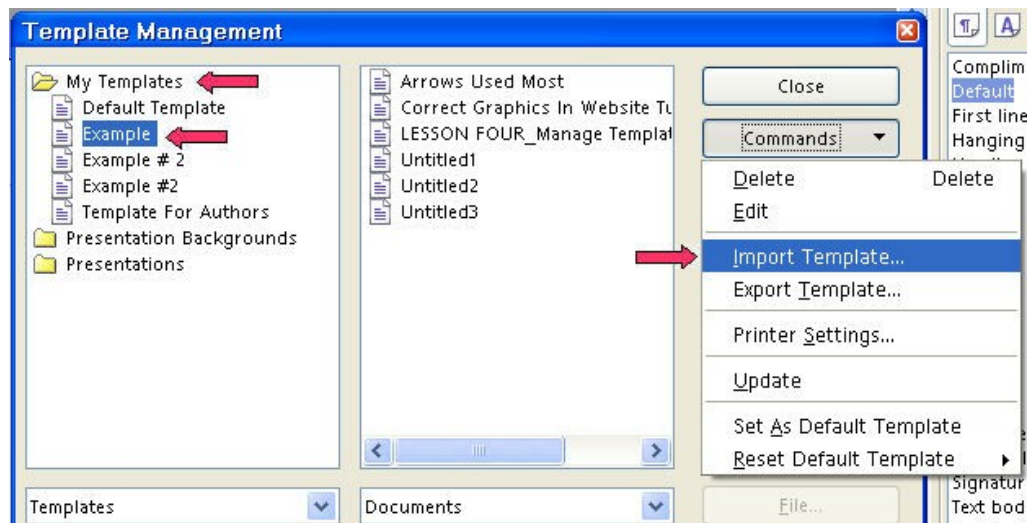 Template Management
My Templates
Default Template
Example
Example # 2
Example #2
Template For Authors
Presentation Backgrounds
Presentations
Templates
Arrows Used Most
Correct Graphics In Website Tu
LESSON FOUR_Manage Templat
Untitled1
Untitled2
Untitled3
Documents
Close
Commands
Delete Delete
Edit
Import Template...
Export Template...
Printer Settings...
Update
Set As Default Template
Reset Default Template
File...
Complim
Default
First line
Hanging
Signatur
Text bod